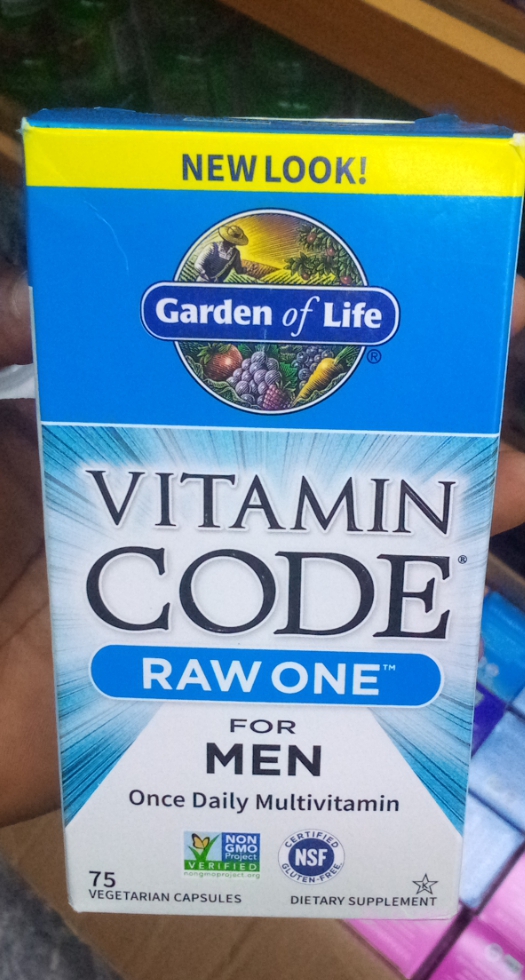 NEW LOOK!
Garden of Life
®
VITAMIN
CODE®
RAW ONE™
FOR
MEN
Once Daily Multivitamin
NON
GMO
Project
VERIFIED
nongmoproject.org
CERTIFIED
NSF
GLUTEN-FREE
75
VEGETARIAN CAPSULES
K
DIETARY SUPPLEMENT